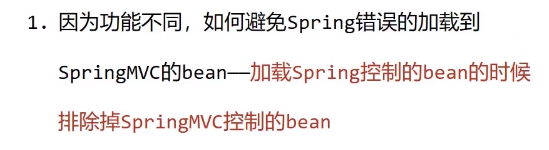 1. 因为功能不同，如何避免Spring错误的加载到
SpringMVC的bean——加载Spring控制的bean的时候
排除掉SpringMVC控制的bean